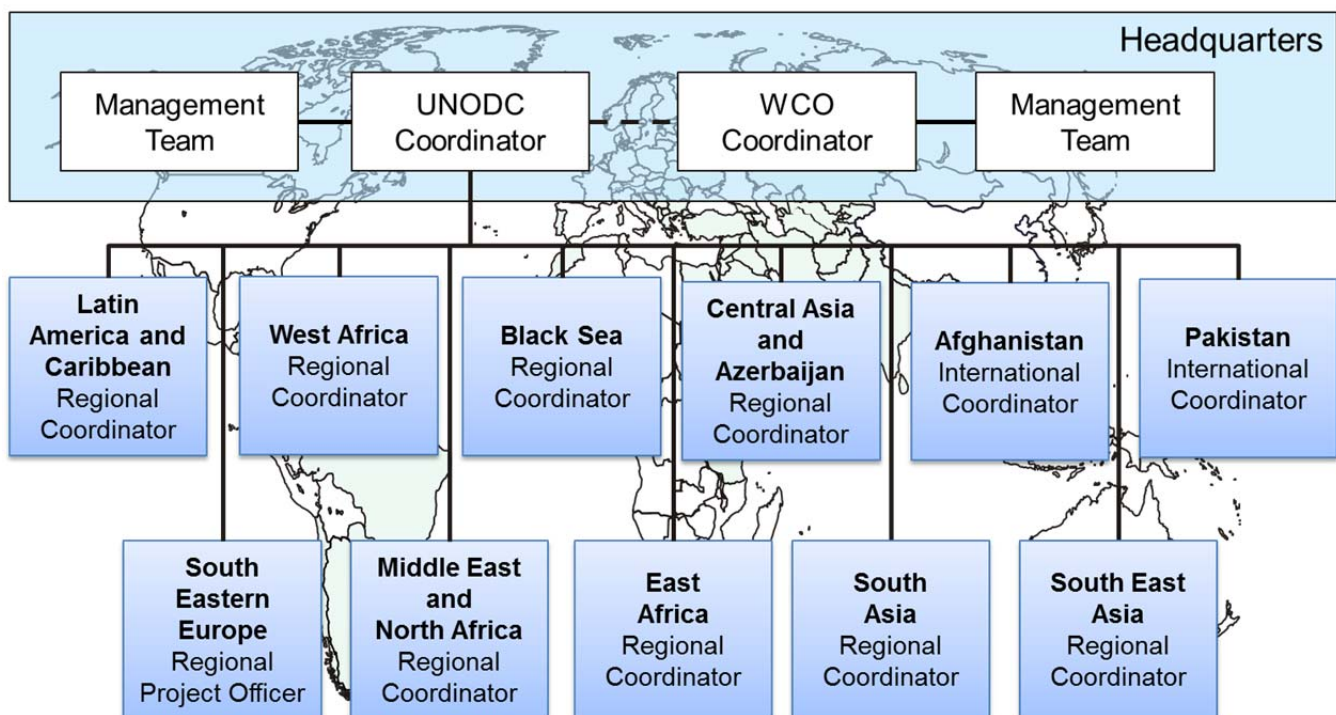 Headquarters
Management
Team
UNODC
Coordinator
WCO
Coordinator
Management
Team
Latin
America and
Caribbean
Regional
Coordinator
West Africa
Regional
Coordinator
Black Sea
Regional
Coordinator
Central Asia
and
Azerbaijan
Regional
Coordinator
Afghanistan
International
Coordinator
Pakistan
International
Coordinator
South
Eastern
Europe
Regional
Project Officer
Middle East
and
North Africa
Regional
Coordinator
East
Africa
Regional
Coordinator
South
Asia
Regional
Coordinator
South East
Asia
Regional
Coordinator